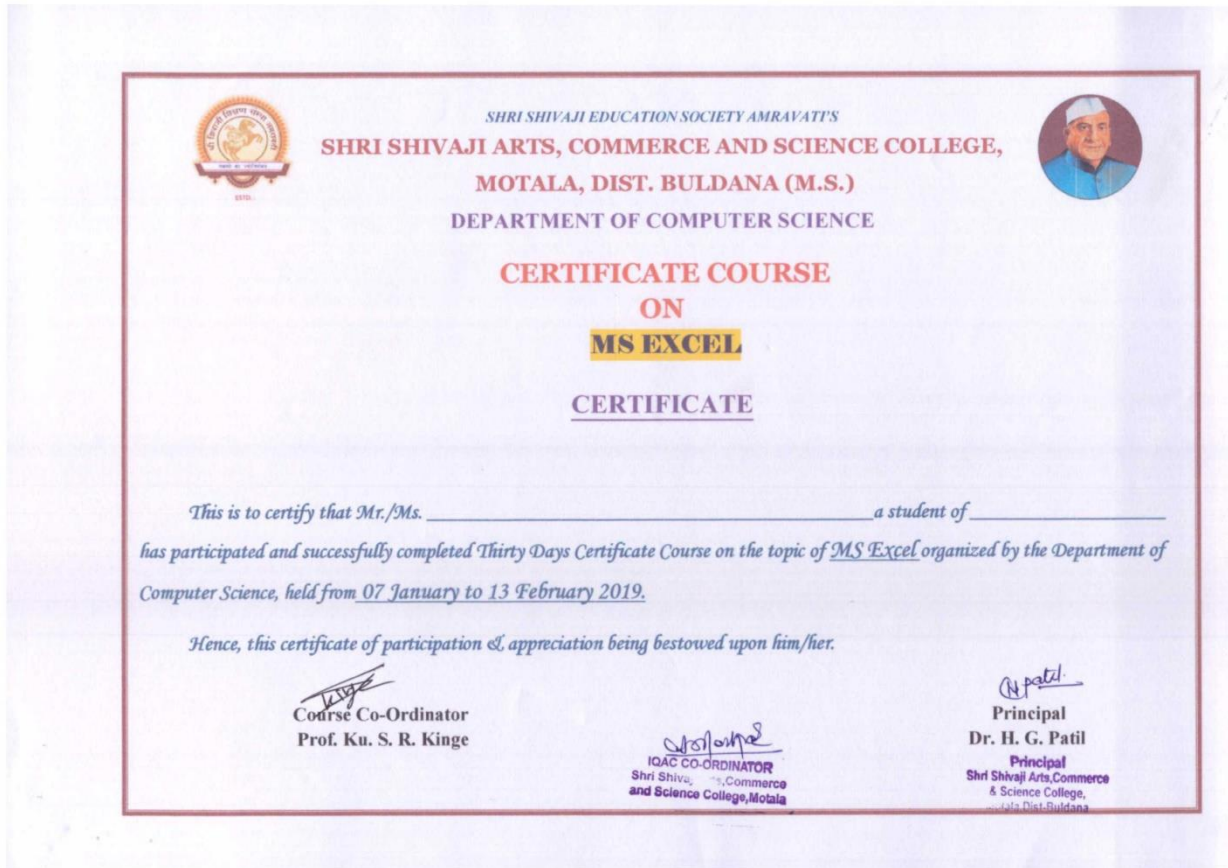 SHRI SHIVAJI EDUCATION SOCIETY AMRAVATI'S
SHRI SHIVAJI ARTS, COMMERCE AND SCIENCE COLLEGE,
MOTALA, DIST. BULDANA (M.S.)
DEPARTMENT OF COMPUTER SCIENCE
CERTIFICATE COURSE
ON
MS EXCEL
CERTIFICATE
This is to certify that Mr./Ms. a student of
has participated and successfully completed Thirty Days Certificate Course on the topic of MS Excel organized by the Department of
Computer Science, held from 07 January to 13 February 2019.
Hence, this certificate of participation & appreciation being bestowed upon him/her.
Course Co-Ordinator
Prof. Ku. S. R. Kinge
IQAC CO-ORDINATOR
Shri ,Commerce
and Science College,Motala
Principal
Dr. H. G. Patil
Principal
Shri Shivaji Arts,Commerce
& Science College,
Dist-Buldana